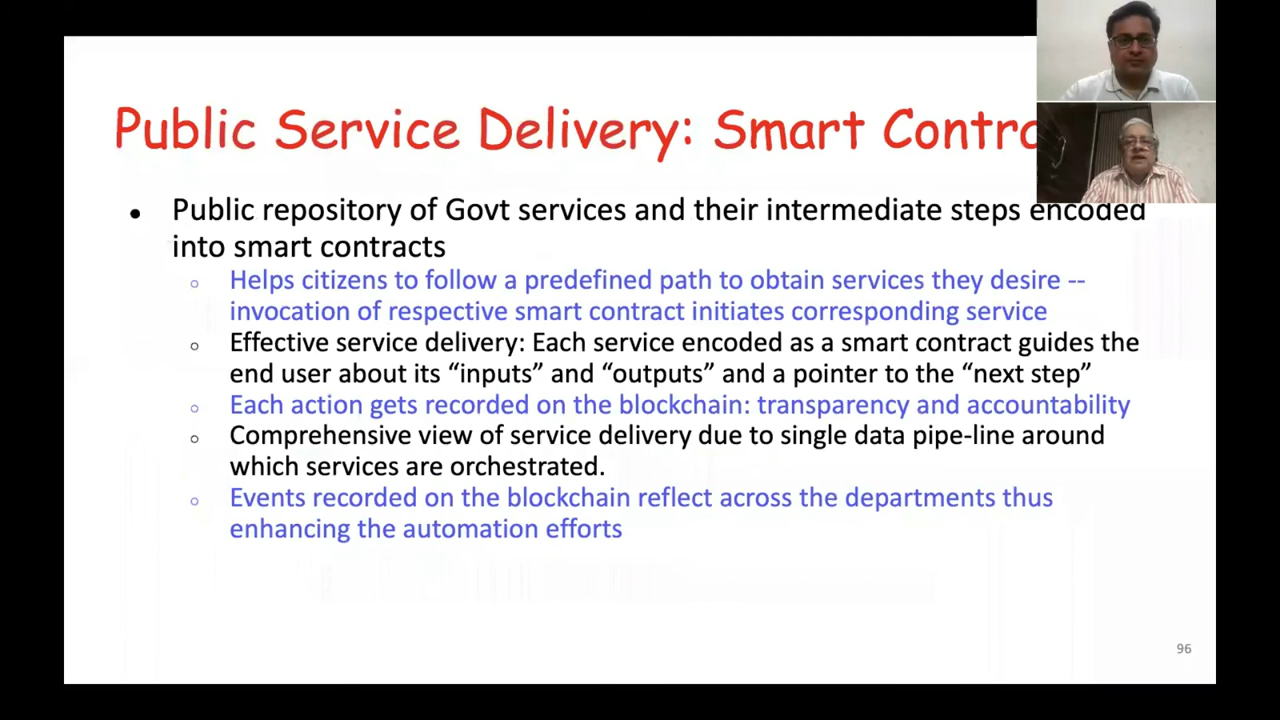 Public Service Delivery: Smart Contra
• Public repository of Govt services and their intermediate steps encoded
into smart contracts
○ Helps citizens to follow a predefined path to obtain services they desire --
invocation of respective smart contract initiates corresponding service
○ Effective service delivery: Each service encoded as a smart contract guides the
end user about its “inputs” and “outputs” and a pointer to the “next step”
○ Each action gets recorded on the blockchain: transparency and accountability
○ Comprehensive view of service delivery due to single data pipe-line around
which services are orchestrated.
○ Events recorded on the blockchain reflect across the departments thus
enhancing the automation efforts
96